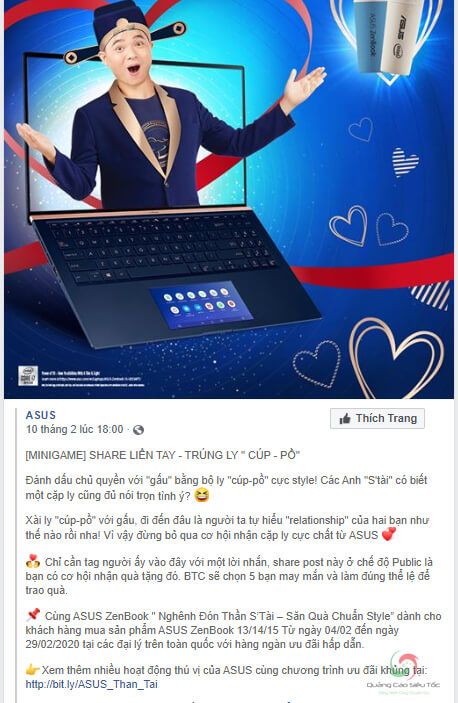 ASUS ZenBook
ASUS
intel
ASUS
10 tháng 2 lúc 18:00 ·
Thích Trang
[MINIGAME] SHARE LIỀN TAY - TRÚNG LY " CÚP - PỒ"
Đánh dấu chủ quyền với "gấu" bằng bộ ly "cúp-pồ" cực style! Các Anh "S'tài" có biết
một cặp ly cũng đủ nói trọn tình ý? 😆
Xài ly "cúp-pồ" với gấu, đi đến đâu là người ta tự hiểu "relationship" của hai bạn như
thế nào rồi nha! Vì vậy đừng bỏ qua cơ hội nhận cặp ly cực chất từ ASUS 💕
Chỉ cần tag người ấy vào đây với một lời nhắn, share post này ở chế độ Public là
bạn có cơ hội nhận quà tặng đó. BTC sẽ chọn 5 bạn may mắn và làm đúng thể lệ để
trao quà.
📌 Cùng ASUS ZenBook " Nghênh Đón Thần S'Tài – Săn Quà Chuẩn Style” dành cho
khách hàng mua sản phẩm ASUS ZenBook 13/14/15 Từ ngày 04/02 đến ngày
29/02/2020 tại các đại lý trên toàn quốc với hàng ngàn ưu đãi hấp dẫn.
👉Xem thêm nhiều hoạt động thú vị của ASUS cùng chương trình ưu đãi khủng tại:
http://bit.ly/ASUS_Than_Tai
Quảng Cáo Siêu Tốc